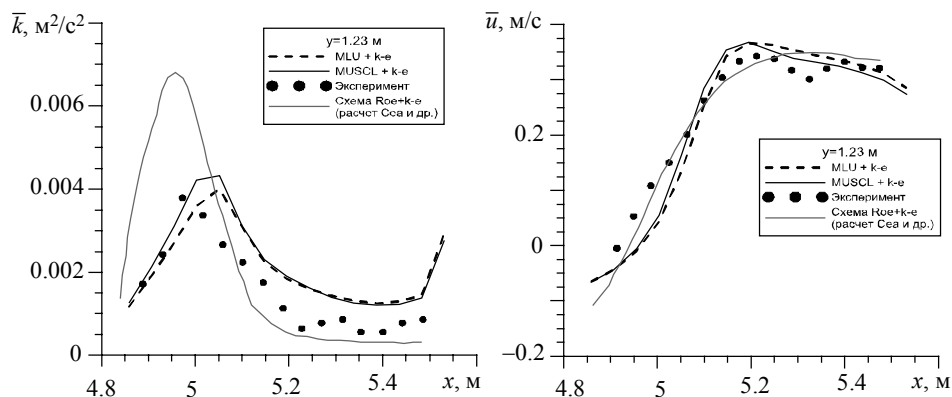 k̅, м²/с²
0.006
0.004
0.002
0
4.8
5
5.2
5.4
x, м
y=1.23 м
MLU + k-e
MUSCL + k-e
Эксперимент
Схема Roe+k-e
(расчет Cea и др.)
u̅, м/с
0.2
0
–0.2
4.8
5
5.2
5.4
x, м
y=1.23 м
MLU + k-e
MUSCL + k-e
Эксперимент
Схема Roe+k-e
(расчет Cea и др.)